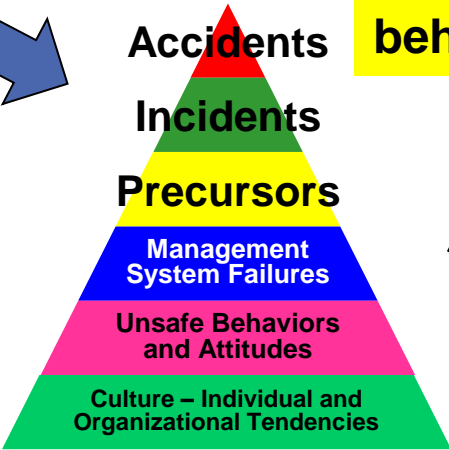 Accidents
beh
Incidents
Precursors
Management
System Failures
Unsafe Behaviors
and Attitudes
Culture – Individual and
Organizational Tendencies